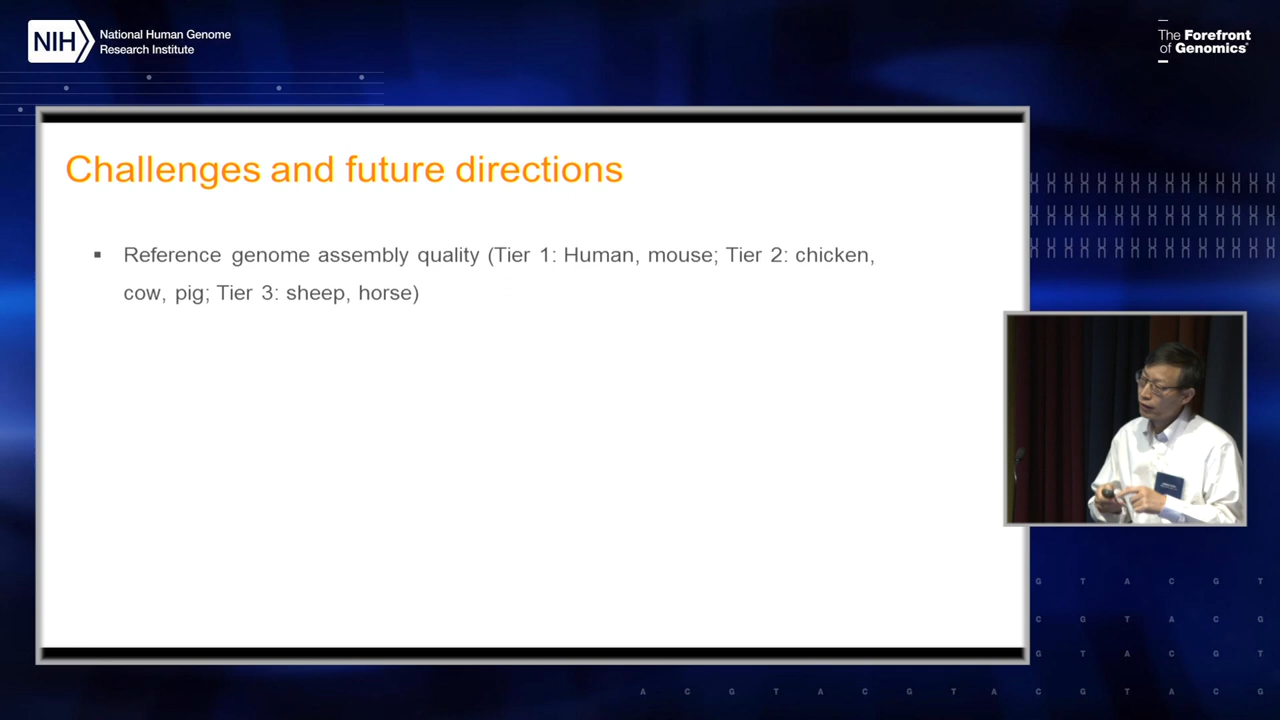 NIH
National Human Genome
Research Institute
The Forefront
of Genomics®
Challenges and future directions
▪ Reference genome assembly quality (Tier 1: Human, mouse; Tier 2: chicken,
cow, pig; Tier 3: sheep, horse)
G T A C G T
C G T A C G
G T A C G T
A C G T A C G T A C G T A C G